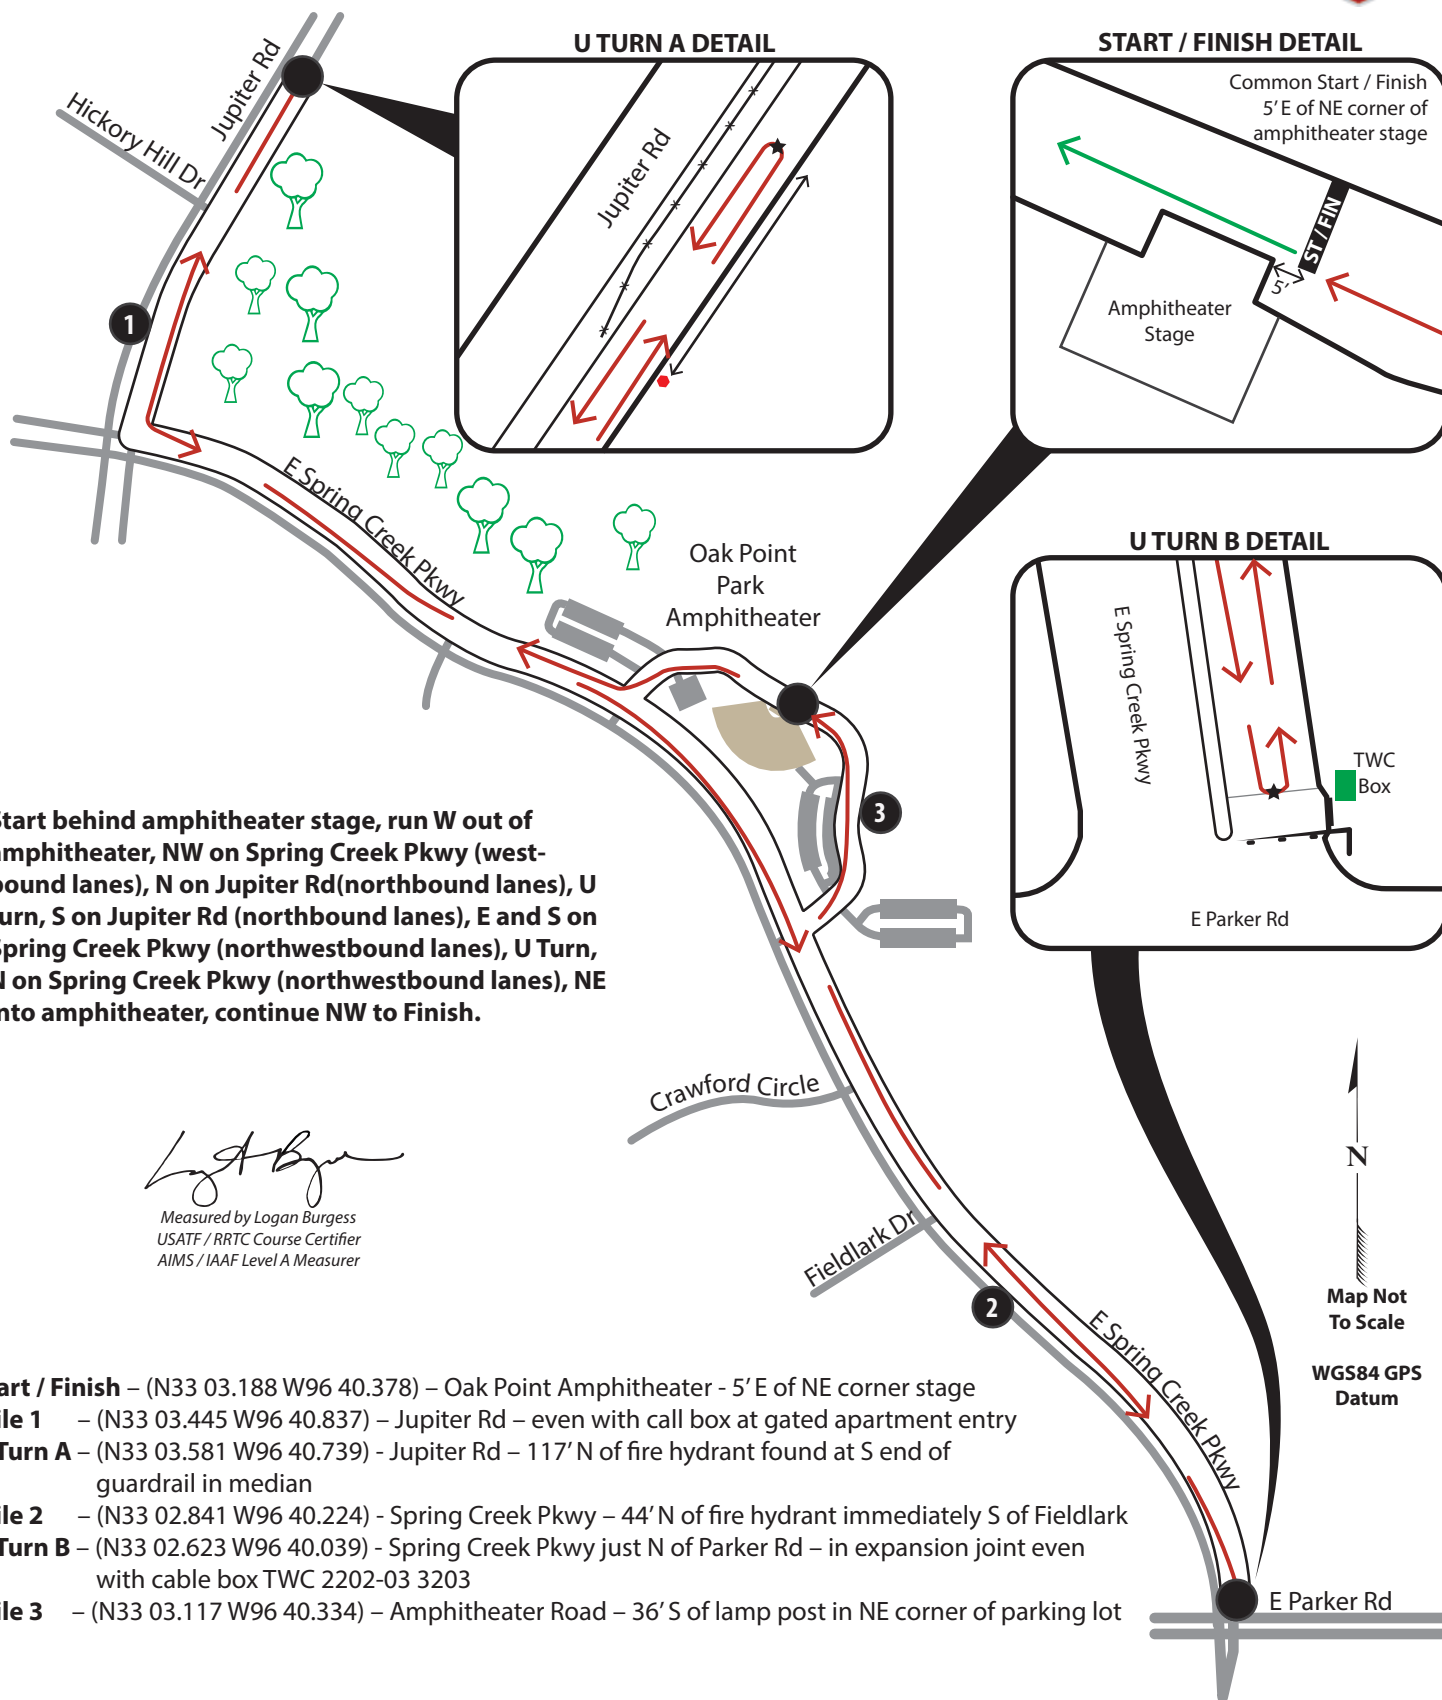 U TURN A DETAIL
START / FINISH DETAIL
Jupiter Rd
Hickory Hill Dr
Jupiter Rd
Common Start / Finish
5' E of NE corner of
amphitheater stage
ST / FIN
5'
Amphitheater
Stage
1
E Spring Creek Pkwy
Oak Point
Park
Amphitheater
U TURN B DETAIL
E Spring Creek Pkwy
TWC
Box
E Parker Rd
3
Start behind amphitheater stage, run W out of
amphitheater, NW on Spring Creek Pkwy (west-
bound lanes), N on Jupiter Rd(northbound lanes), U
urn, S on Jupiter Rd (northbound lanes), E and S on
Spring Creek Pkwy (northwestbound lanes), U Turn,
N on Spring Creek Pkwy (northwestbound lanes), NE
nto amphitheater, continue NW to Finish.
Crawford Circle
Fieldlark Dr
2
E Spring Creek Pkwy
N
Map Not
To Scale
WGS84 GPS
Datum
Measured by Logan Burgess
USATF / RRTC Course Certifier
AIMS / IAAF Level A Measurer
art / Finish – (N33 03.188 W96 40.378) – Oak Point Amphitheater - 5' E of NE corner stage
ile 1 – (N33 03.445 W96 40.837) – Jupiter Rd – even with call box at gated apartment entry
Turn A – (N33 03.581 W96 40.739) - Jupiter Rd – 117' N of fire hydrant found at S end of
guardrail in median
ile 2 – (N33 02.841 W96 40.224) - Spring Creek Pkwy – 44' N of fire hydrant immediately S of Fieldlark
Turn B – (N33 02.623 W96 40.039) - Spring Creek Pkwy just N of Parker Rd – in expansion joint even
with cable box TWC 2202-03 3203
ile 3 – (N33 03.117 W96 40.334) – Amphitheater Road – 36' S of lamp post in NE corner of parking lot
E Parker Rd